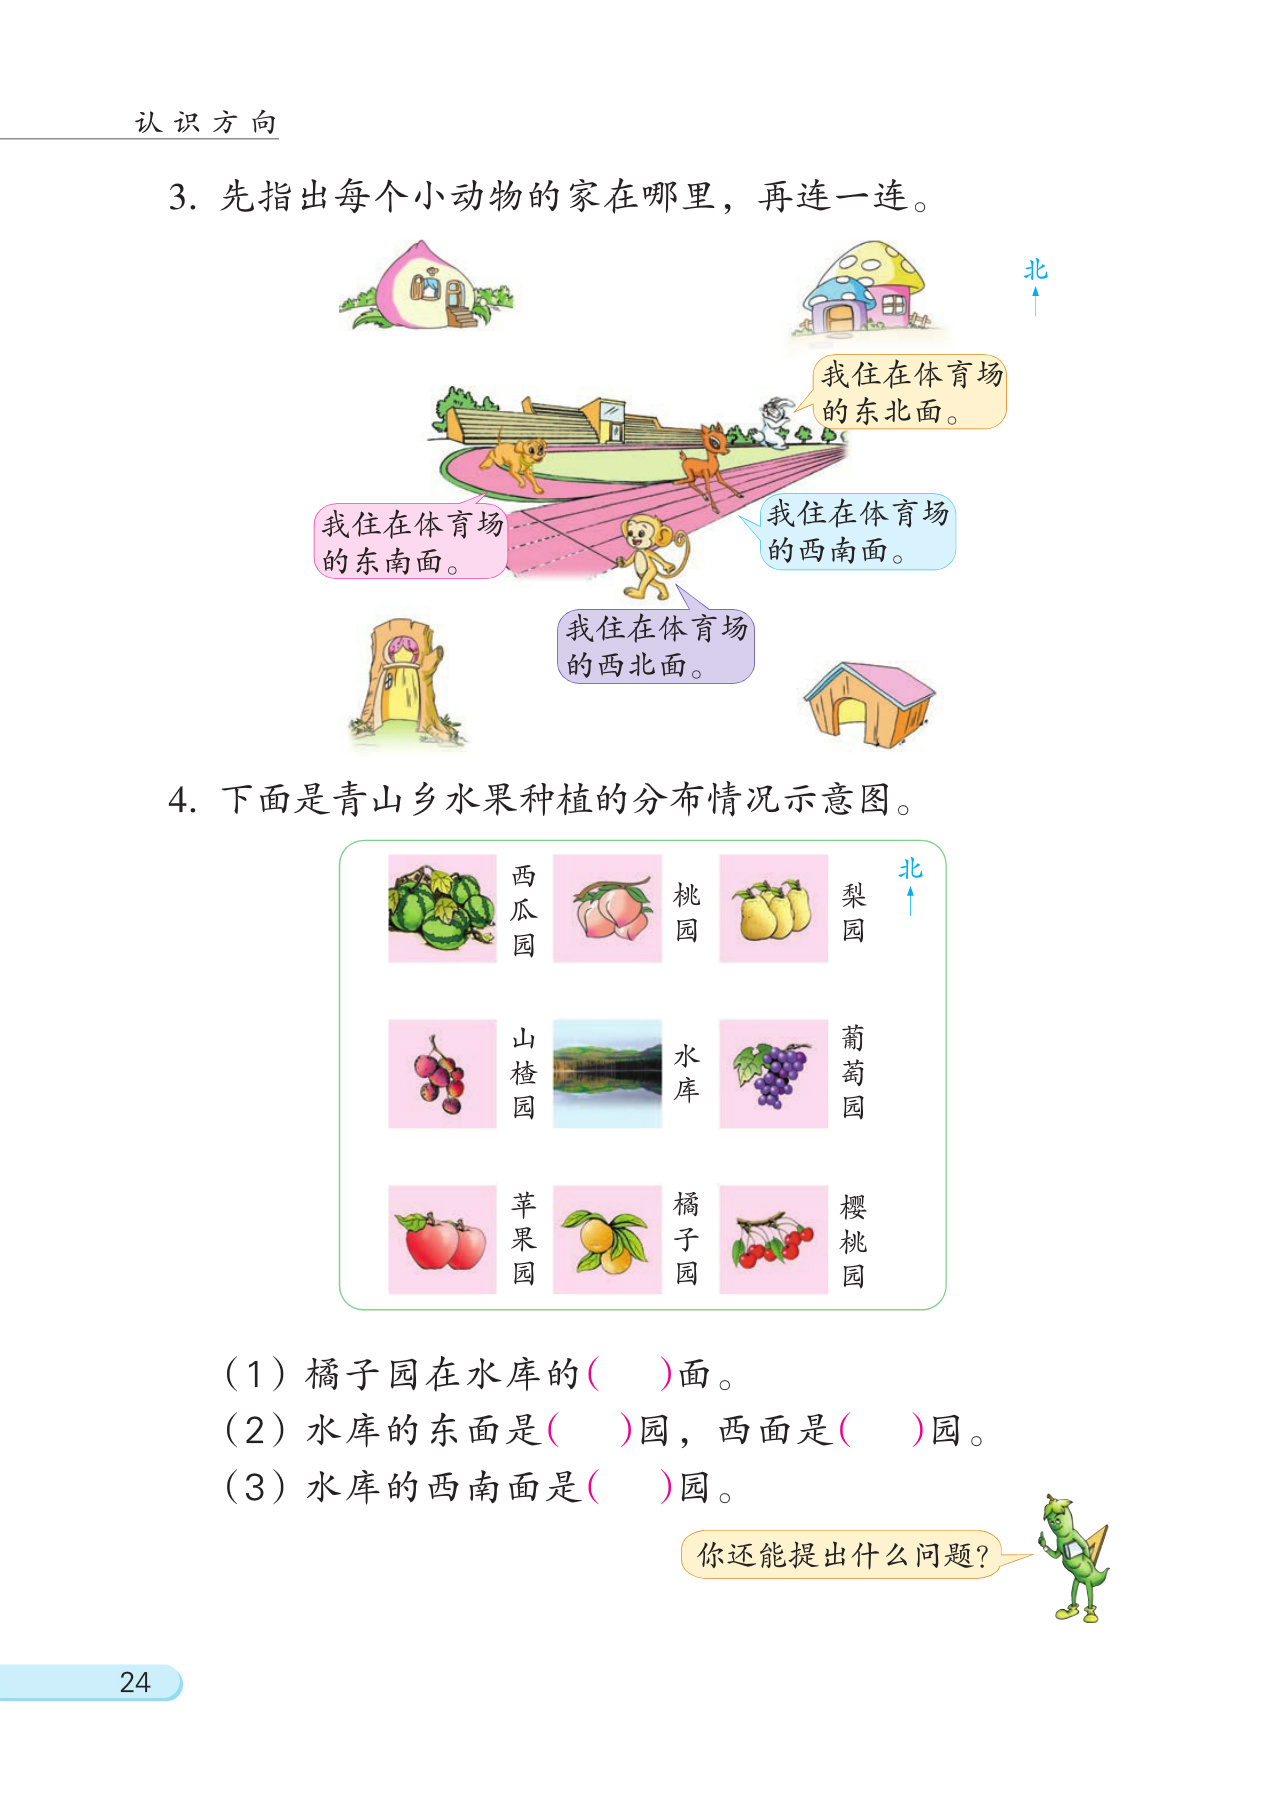 认识方向
3. 先指出每个小动物的家在哪里，再连一连。
北
我住在体育场
的东北面。
我住在体育场
的东南面。
我住在体育场
的西南面。
我住在体育场
的西北面。
4. 下面是青山乡水果种植的分布情况示意图。
北
西瓜园
桃园
梨园
山楂园
水库
葡萄园
苹果园
橘子园
樱桃园
（1）橘子园在水库的(  )面。
（2）水库的东面是(  )园，西面是(  )园。
（3）水库的西南面是(  )园。
你还能提出什么问题?
24